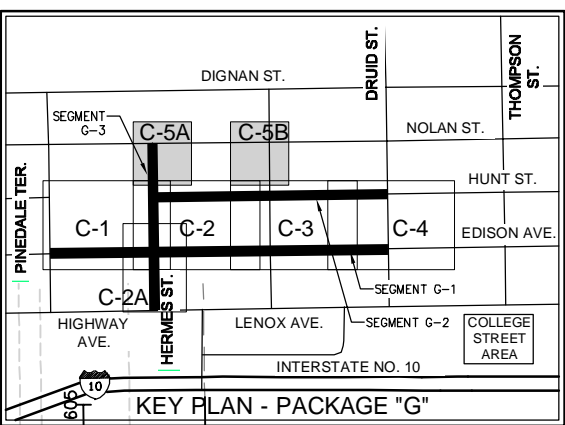 DIGNAN ST.
DRUID ST.
THOMPSON
ST.
SEGMENT
G-3
C-5A
C-5B
NOLAN ST.
HUNT ST.
PINEDALE TER.
C-1
C-2
C-3
C-4
EDISON AVE.
C-2A
HERMES ST.
SEGMENT G-1
SEGMENT G-2
HIGHWAY
AVE.
LENOX AVE.
COLLEGE
STREET
AREA
INTERSTATE NO. 10
10
605
KEY PLAN - PACKAGE "G"